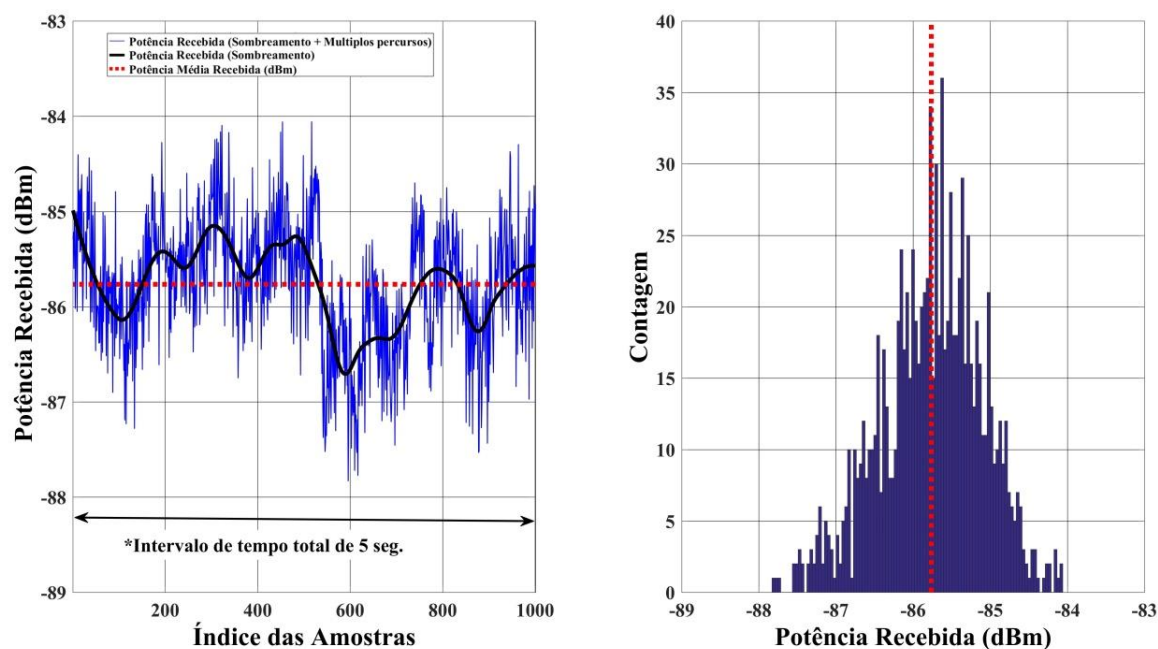 -83
-84
-85
-86
-87
-88
-89
Potência Recebida (dBm)
Potência Recebida (Sombreamento + Multiplos percursos)
Potência Recebida (Sombreamento)
Potência Média Recebida (dBm)
*Intervalo de tempo total de 5 seg.
200 400 600 800 1000
Índice das Amostras
40
35
30
25
20
15
10
5
0
Contagem
-89 -88 -87 -86 -85 -84 -83
Potência Recebida (dBm)